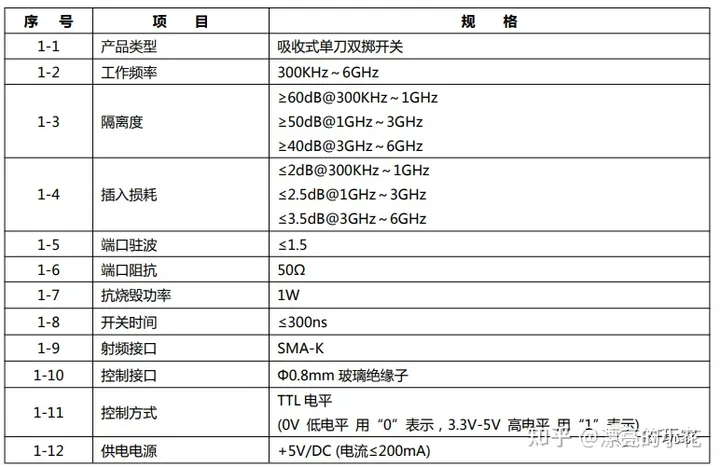 序 号 项 目 规 格
1-1 产品类型 吸收式单刀双掷开关
1-2 工作频率 300KHz~6GHz
1-3 隔离度 ≥60dB@300KHz~1GHz
≥50dB@1GHz~3GHz
≥40dB@3GHz~6GHz
1-4 插入损耗 ≤2dB@300KHz~1GHz
≤2.5dB@1GHz~3GHz
≤3.5dB@3GHz~6GHz
1-5 端口驻波 ≤1.5
1-6 端口阻抗 50Ω
1-7 抗烧毁功率 1W
1-8 开关时间 ≤300ns
1-9 射频接口 SMA-K
1-10 控制接口 Φ0.8mm 玻璃绝缘子
1-11 控制方式 TTL 电平
(0V 低电平 用“0”表示，3.3V-5V 高电平 用“1”表示)
1-12 供电电源 +5V/DC (电流≤200mA)
知乎 @漂亮的